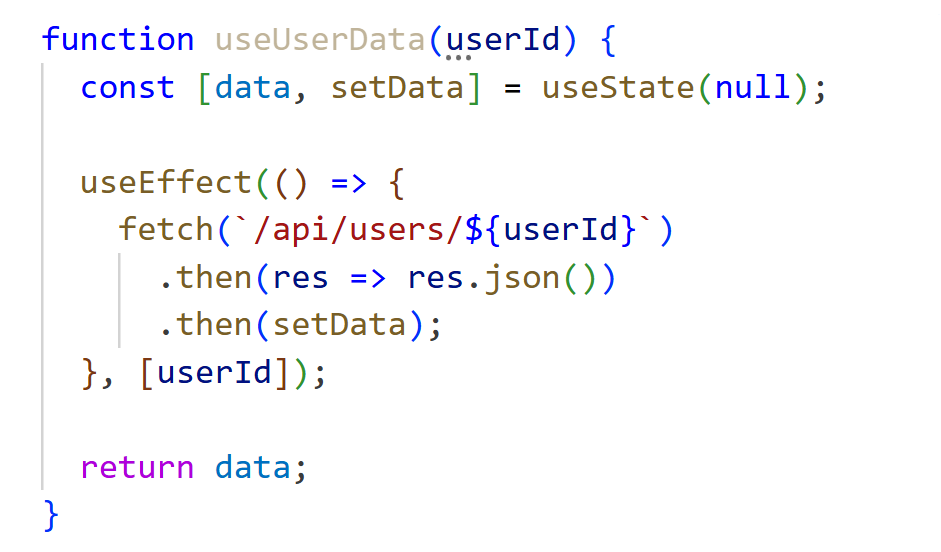 function useUserData(userId) {
  const [data, setData] = useState(null);

  useEffect(() => {
    fetch(`/api/users/${userId}`)
      .then(res => res.json())
      .then(setData);
  }, [userId]);

  return data;
}